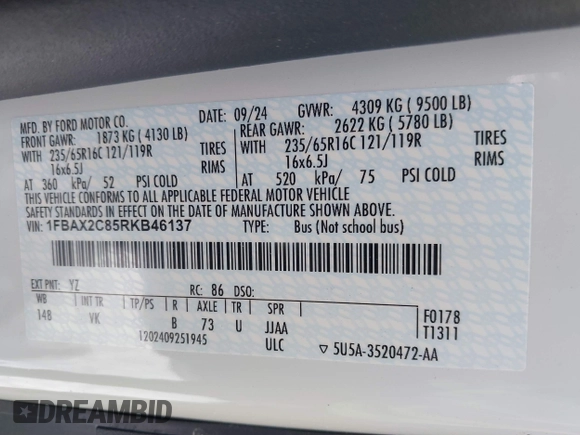 MFD. BY FORD MOTOR CO. DATE: 09/24 GVWR: 4309 KG ( 9500 LB)
FRONT GAWR: 1873 KG ( 4130 LB) REAR GAWR: 2622 KG ( 5780 LB)
WITH 235/65R16C 121/119R TIRES WITH 235/65R16C 121/119R TIRES
16x6.5J RIMS 16x6.5J RIMS
AT 360 kPa/ 52 PSI COLD AT 520 kPa/ 75 PSI COLD
THIS VEHICLE CONFORMS TO ALL APPLICABLE FEDERAL MOTOR VEHICLE
SAFETY STANDARDS IN EFFECT ON THE DATE OF MANUFACTURE SHOWN ABOVE.
VIN: 1FBAX2C85RKB46137 TYPE: Bus (Not school bus)
EXT PNT: YZ RC: 86 DSO:
WB INT TR TP/PS R AXLE TR SPR F0178
148 VK B 73 U JJAA T1311
1202409251945 ULC ▽ 5U5A-3520472-AA
DREAMBID